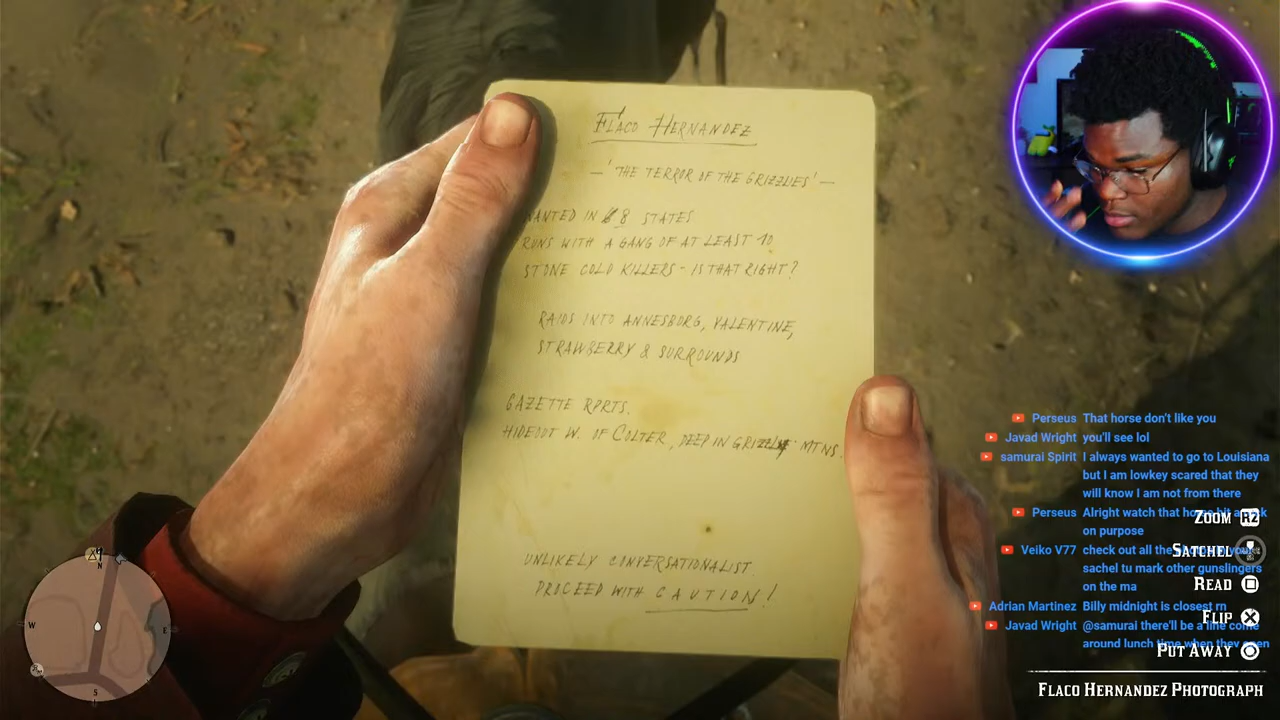 FLACO HERNANDEZ
— 'THE TERROR OF THE GRIZZLIES' —
WANTED IN 8 STATES
RUNS WITH A GANG OF AT LEAST 10
STONE COLD KILLERS - IS THAT RIGHT?
RAIDS INTO ANNESBURG, VALENTINE,
STRAWBERRY & SURROUNDS
GAZETTE RPRTS.
HIDEOUT W. OF COLTER, DEEP IN GRIZZLY MTNS.
UNLIKELY CONVERSATIONALIST.
PROCEED WITH CAUTION!
N
W
E
S
Perseus That horse don't like you
Javad Wright you'll see lol
samurai Spirit I always wanted to go to Louisiana
but I am lowkey scared that they
will know I am not from there
Perseus Alright watch that
on purpose
Veiko V77 check out all the
sachel tu mark other gunslingers
on the ma
Adrian Martinez Billy midnight is closest rn
Javad Wright @samurai there'll be a line come
around lunch time when they
ZOOM R2
SATCHEL
READ
FLIP
PUT AWAY
FLACO HERNANDEZ PHOTOGRAPH